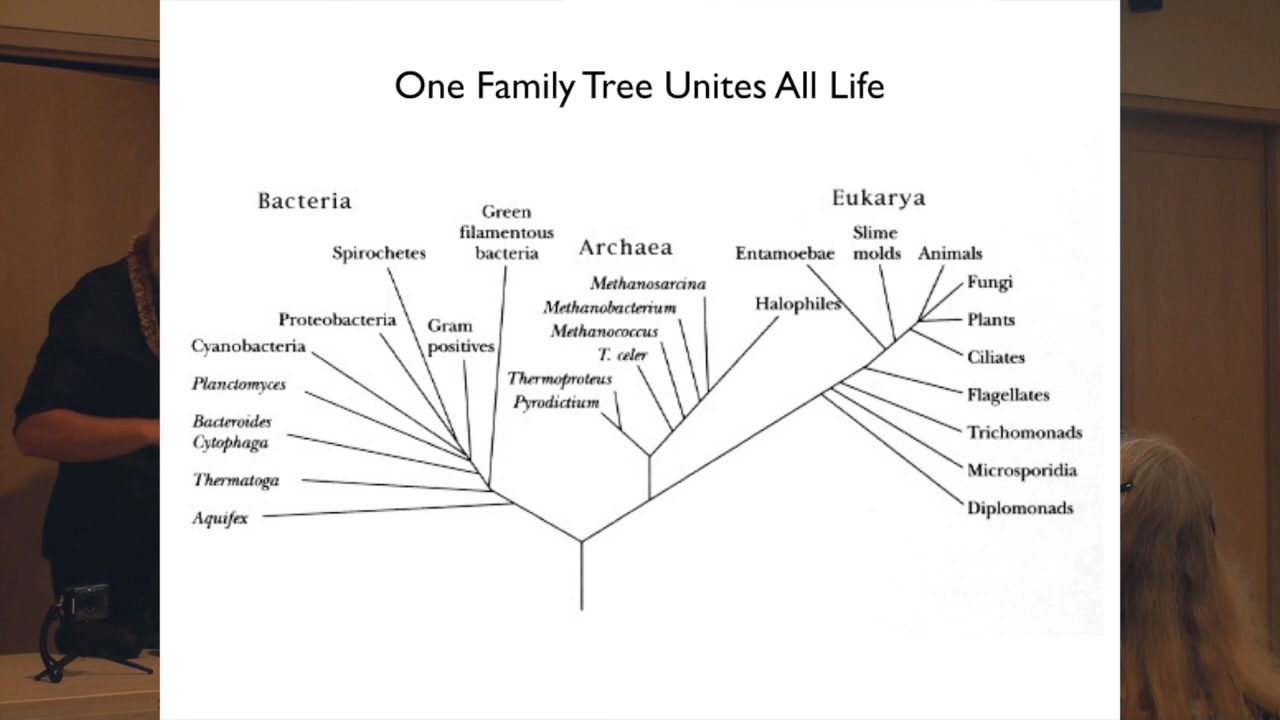 One Family Tree Unites All Life
Bacteria
Eukarya
Green
filamentous
bacteria
Archaea
Slime
molds
Spirochetes
Entamoebae
Animals
Methanosarcina
Fungi
Methanobacterium
Halophiles
Proteobacteria
Gram
positives
Plants
Cyanobacteria
Methanococcus
T. celer
Ciliates
Planctomyces
Thermoproteus
Pyrodictium
Flagellates
Bacteroides
Cytophaga
Trichomonads
Thermatoga
Microsporidia
Aquifex
Diplomonads